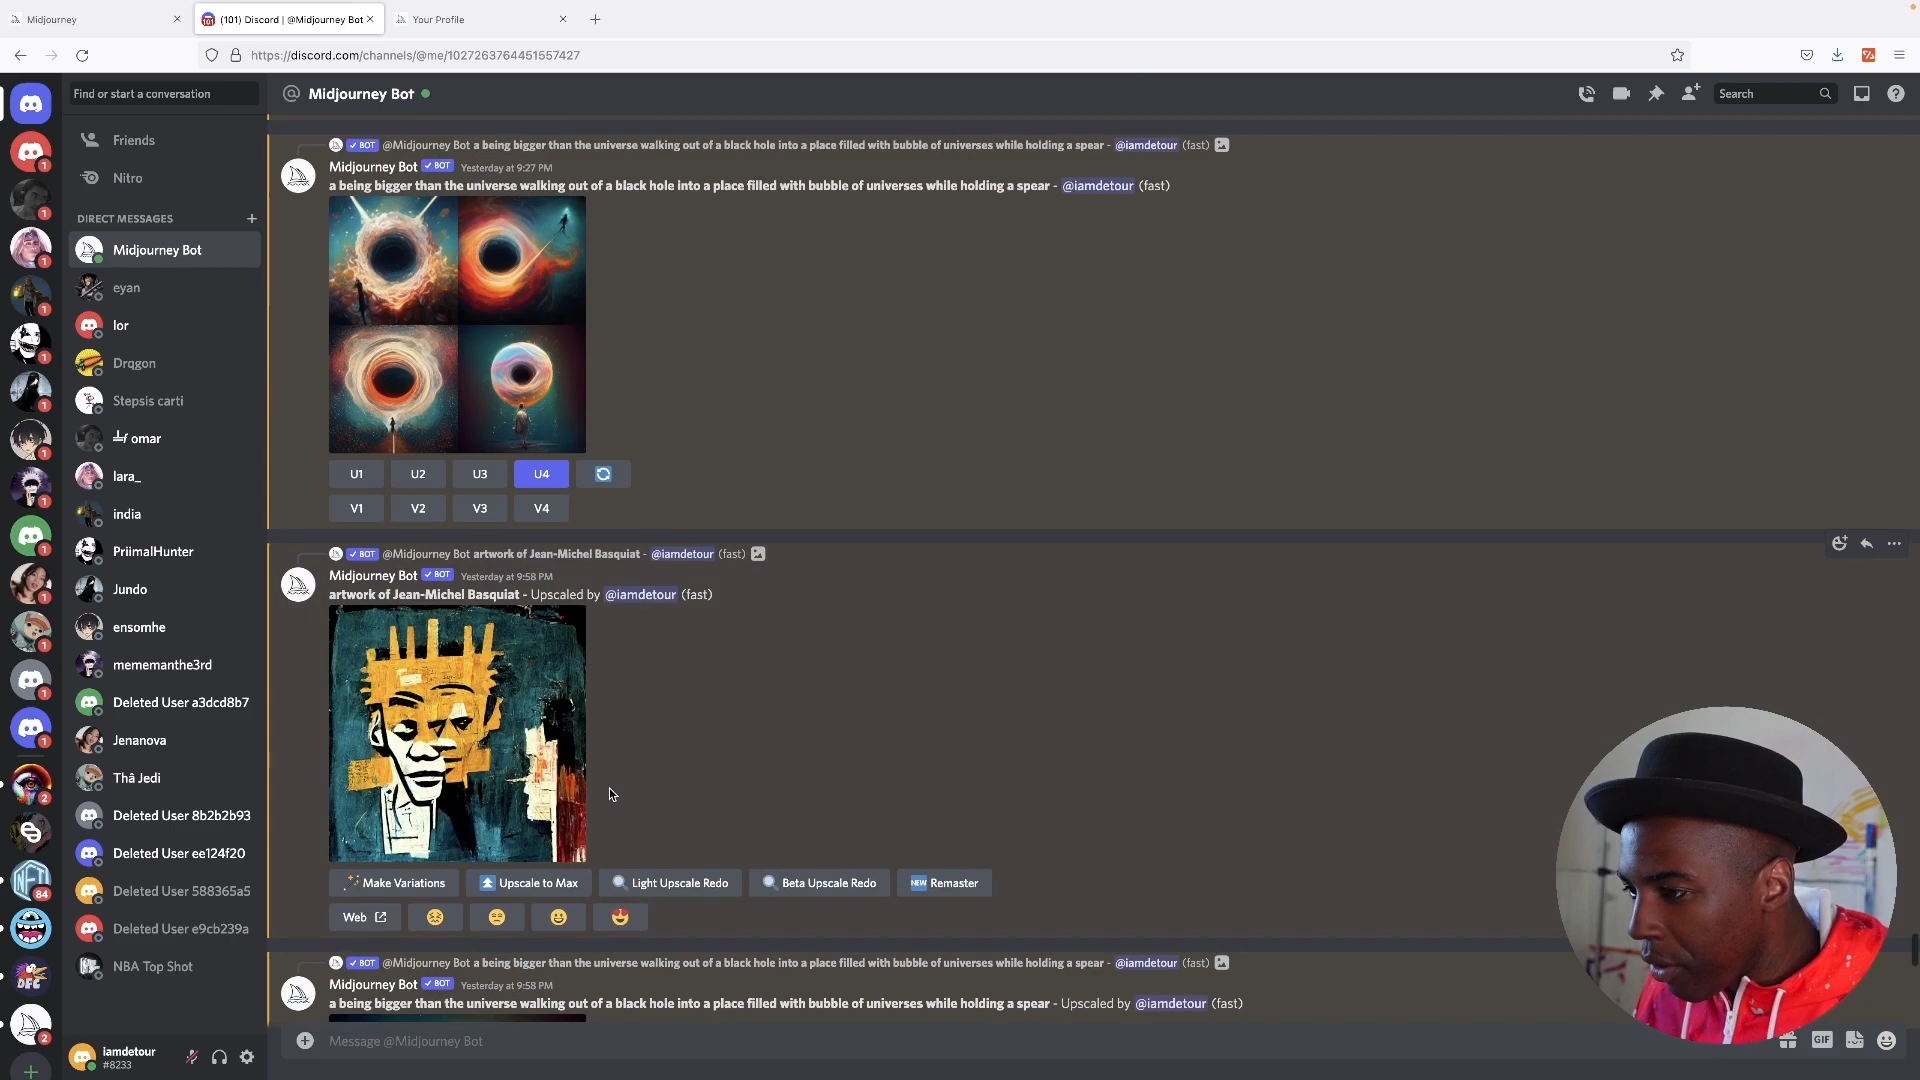 Midjourney
(101) Discord | @Midjourney Bot
Your Profile
https://discord.com/channels/@me/1027263764451557427
Find or start a conversation
Midjourney Bot
Search
Friends
Nitro
DIRECT MESSAGES
Midjourney Bot
eyan
lor
Drqgon
Stepsis carti
omar
lara_
india
PriimalHunter
Jundo
ensomhe
mememanthe3rd
Deleted User a3dcd8b7
Jenanova
Thâ Jedi
Deleted User 8b2b2b93
Deleted User ee124f20
Deleted User 588365a5
Deleted User e9cb239a
NBA Top Shot
iamdetour
#8233
BOT @Midjourney Bot a being bigger than the universe walking out of a black hole into a place filled with bubble of universes while holding a spear - @iamdetour (fast)
Midjourney Bot BOT Yesterday at 9:27 PM
a being bigger than the universe walking out of a black hole into a place filled with bubble of universes while holding a spear - @iamdetour (fast)
U1 U2 U3 U4
V1 V2 V3 V4
BOT @Midjourney Bot artwork of Jean-Michel Basquiat - @iamdetour (fast)
Midjourney Bot BOT Yesterday at 9:58 PM
artwork of Jean-Michel Basquiat - Upscaled by @iamdetour (fast)
Make Variations Upscale to Max Light Upscale Redo Beta Upscale Redo NEW Remaster
Web
BOT @Midjourney Bot a being bigger than the universe walking out of a black hole into a place filled with bubble of universes while holding a spear - @iamdetour (fast)
Midjourney Bot BOT Yesterday at 9:58 PM
a being bigger than the universe walking out of a black hole into a place filled with bubble of universes while holding a spear - Upscaled by @iamdetour (fast)
Message @Midjourney Bot
GIF